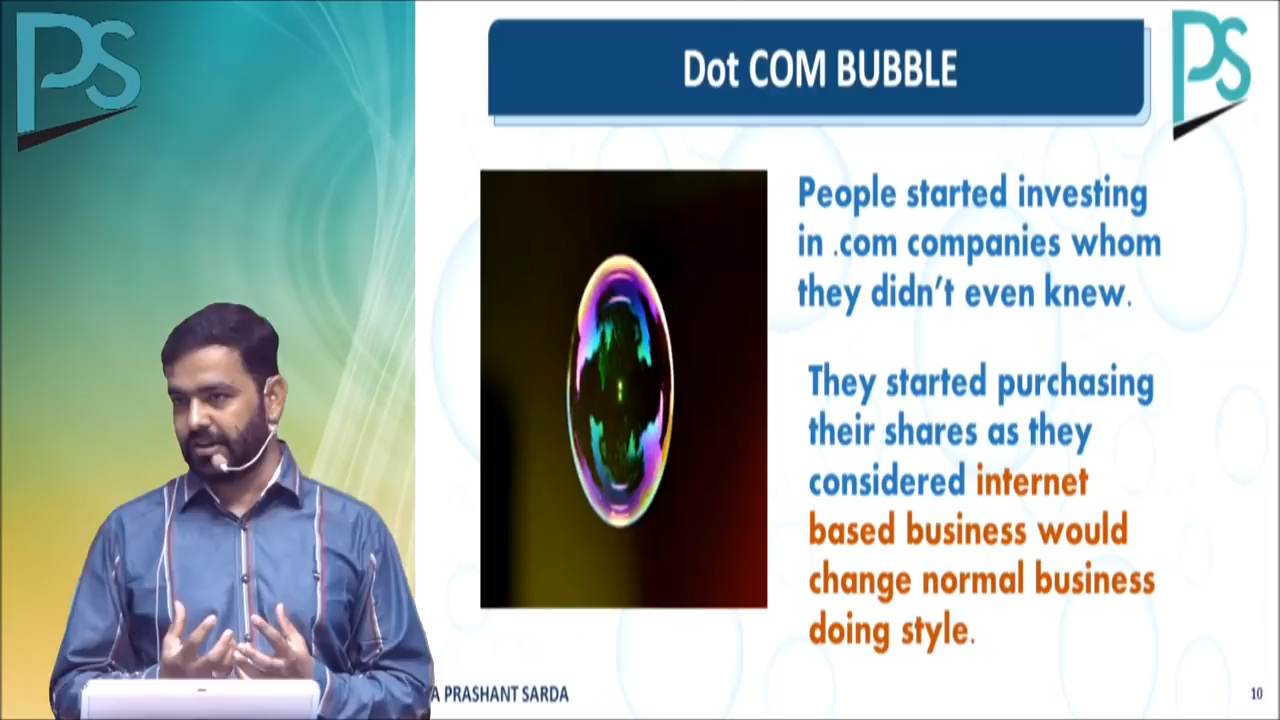 PS
Dot COM BUBBLE
PS
People started investing
in .com companies whom
they didn't even knew.
They started purchasing
their shares as they
considered internet
based business would
change normal business
doing style.
A PRASHANT SARDA
10